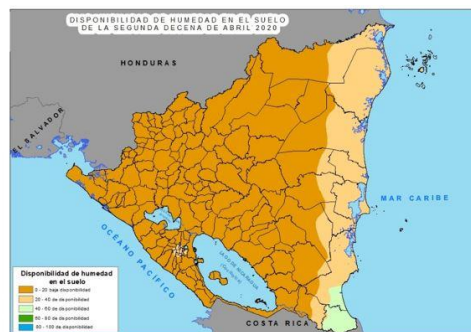 DISPONIBILIDAD DE HUMEDAD EN EL SUELO
DE LA SEGUNDA DECENA DE ABRIL 2020
HONDURAS
EL SALVADOR
MAR CARIBE
OCÉANO PACÍFICO
COSTA RICA
Disponibilidad de humedad
en el suelo
0 - 20 baja disponibilidad
20 - 40 de disponibilidad
40 - 60 de disponibilidad
60 - 80 de disponibilidad
80 - 100 de disponibilidad